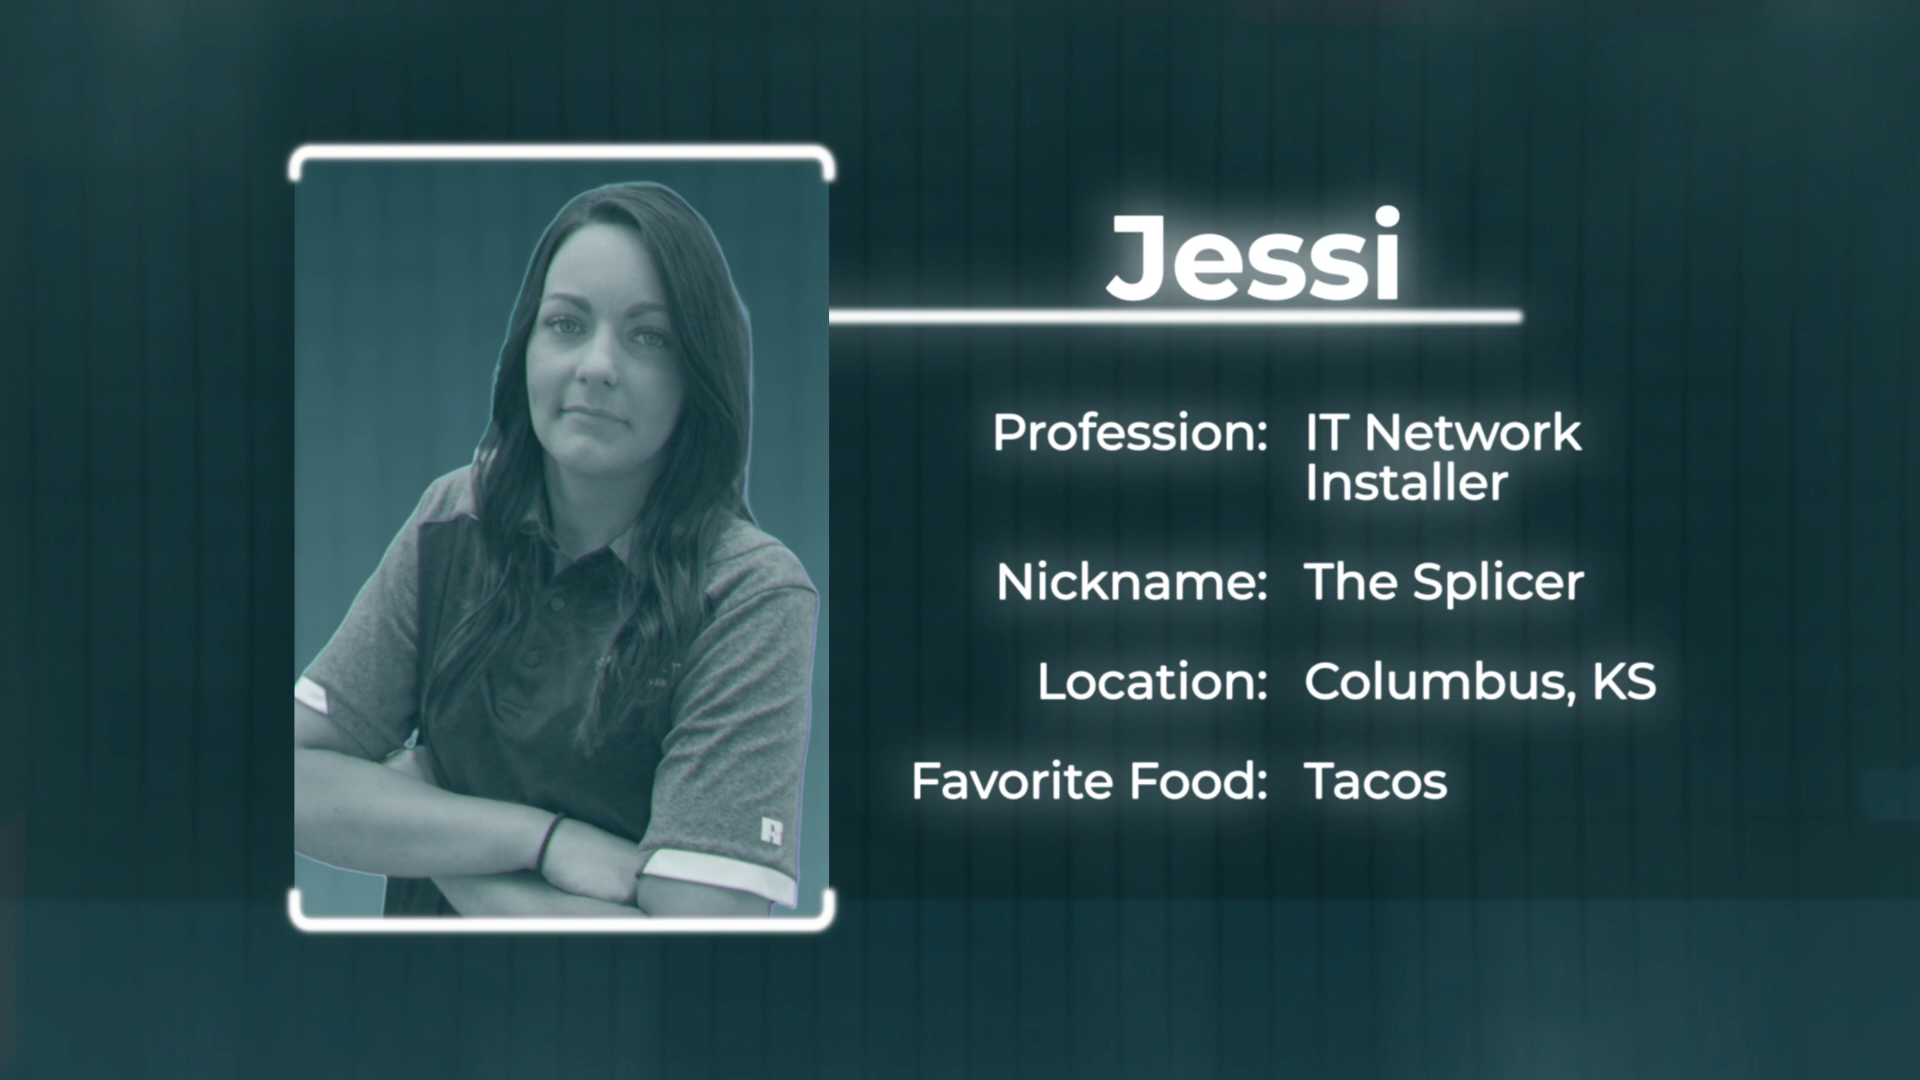 Jessi
Profession: IT Network
Installer
Nickname: The Splicer
Location: Columbus, KS
Favorite Food: Tacos
R